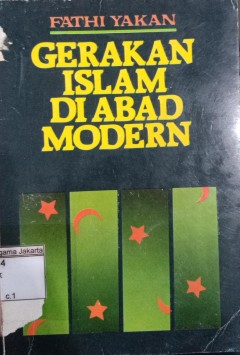 FATHI YAKAN
GERAKAN
ISLAM
DI ABAD
MODERN
gama Jakarta
4
c.1